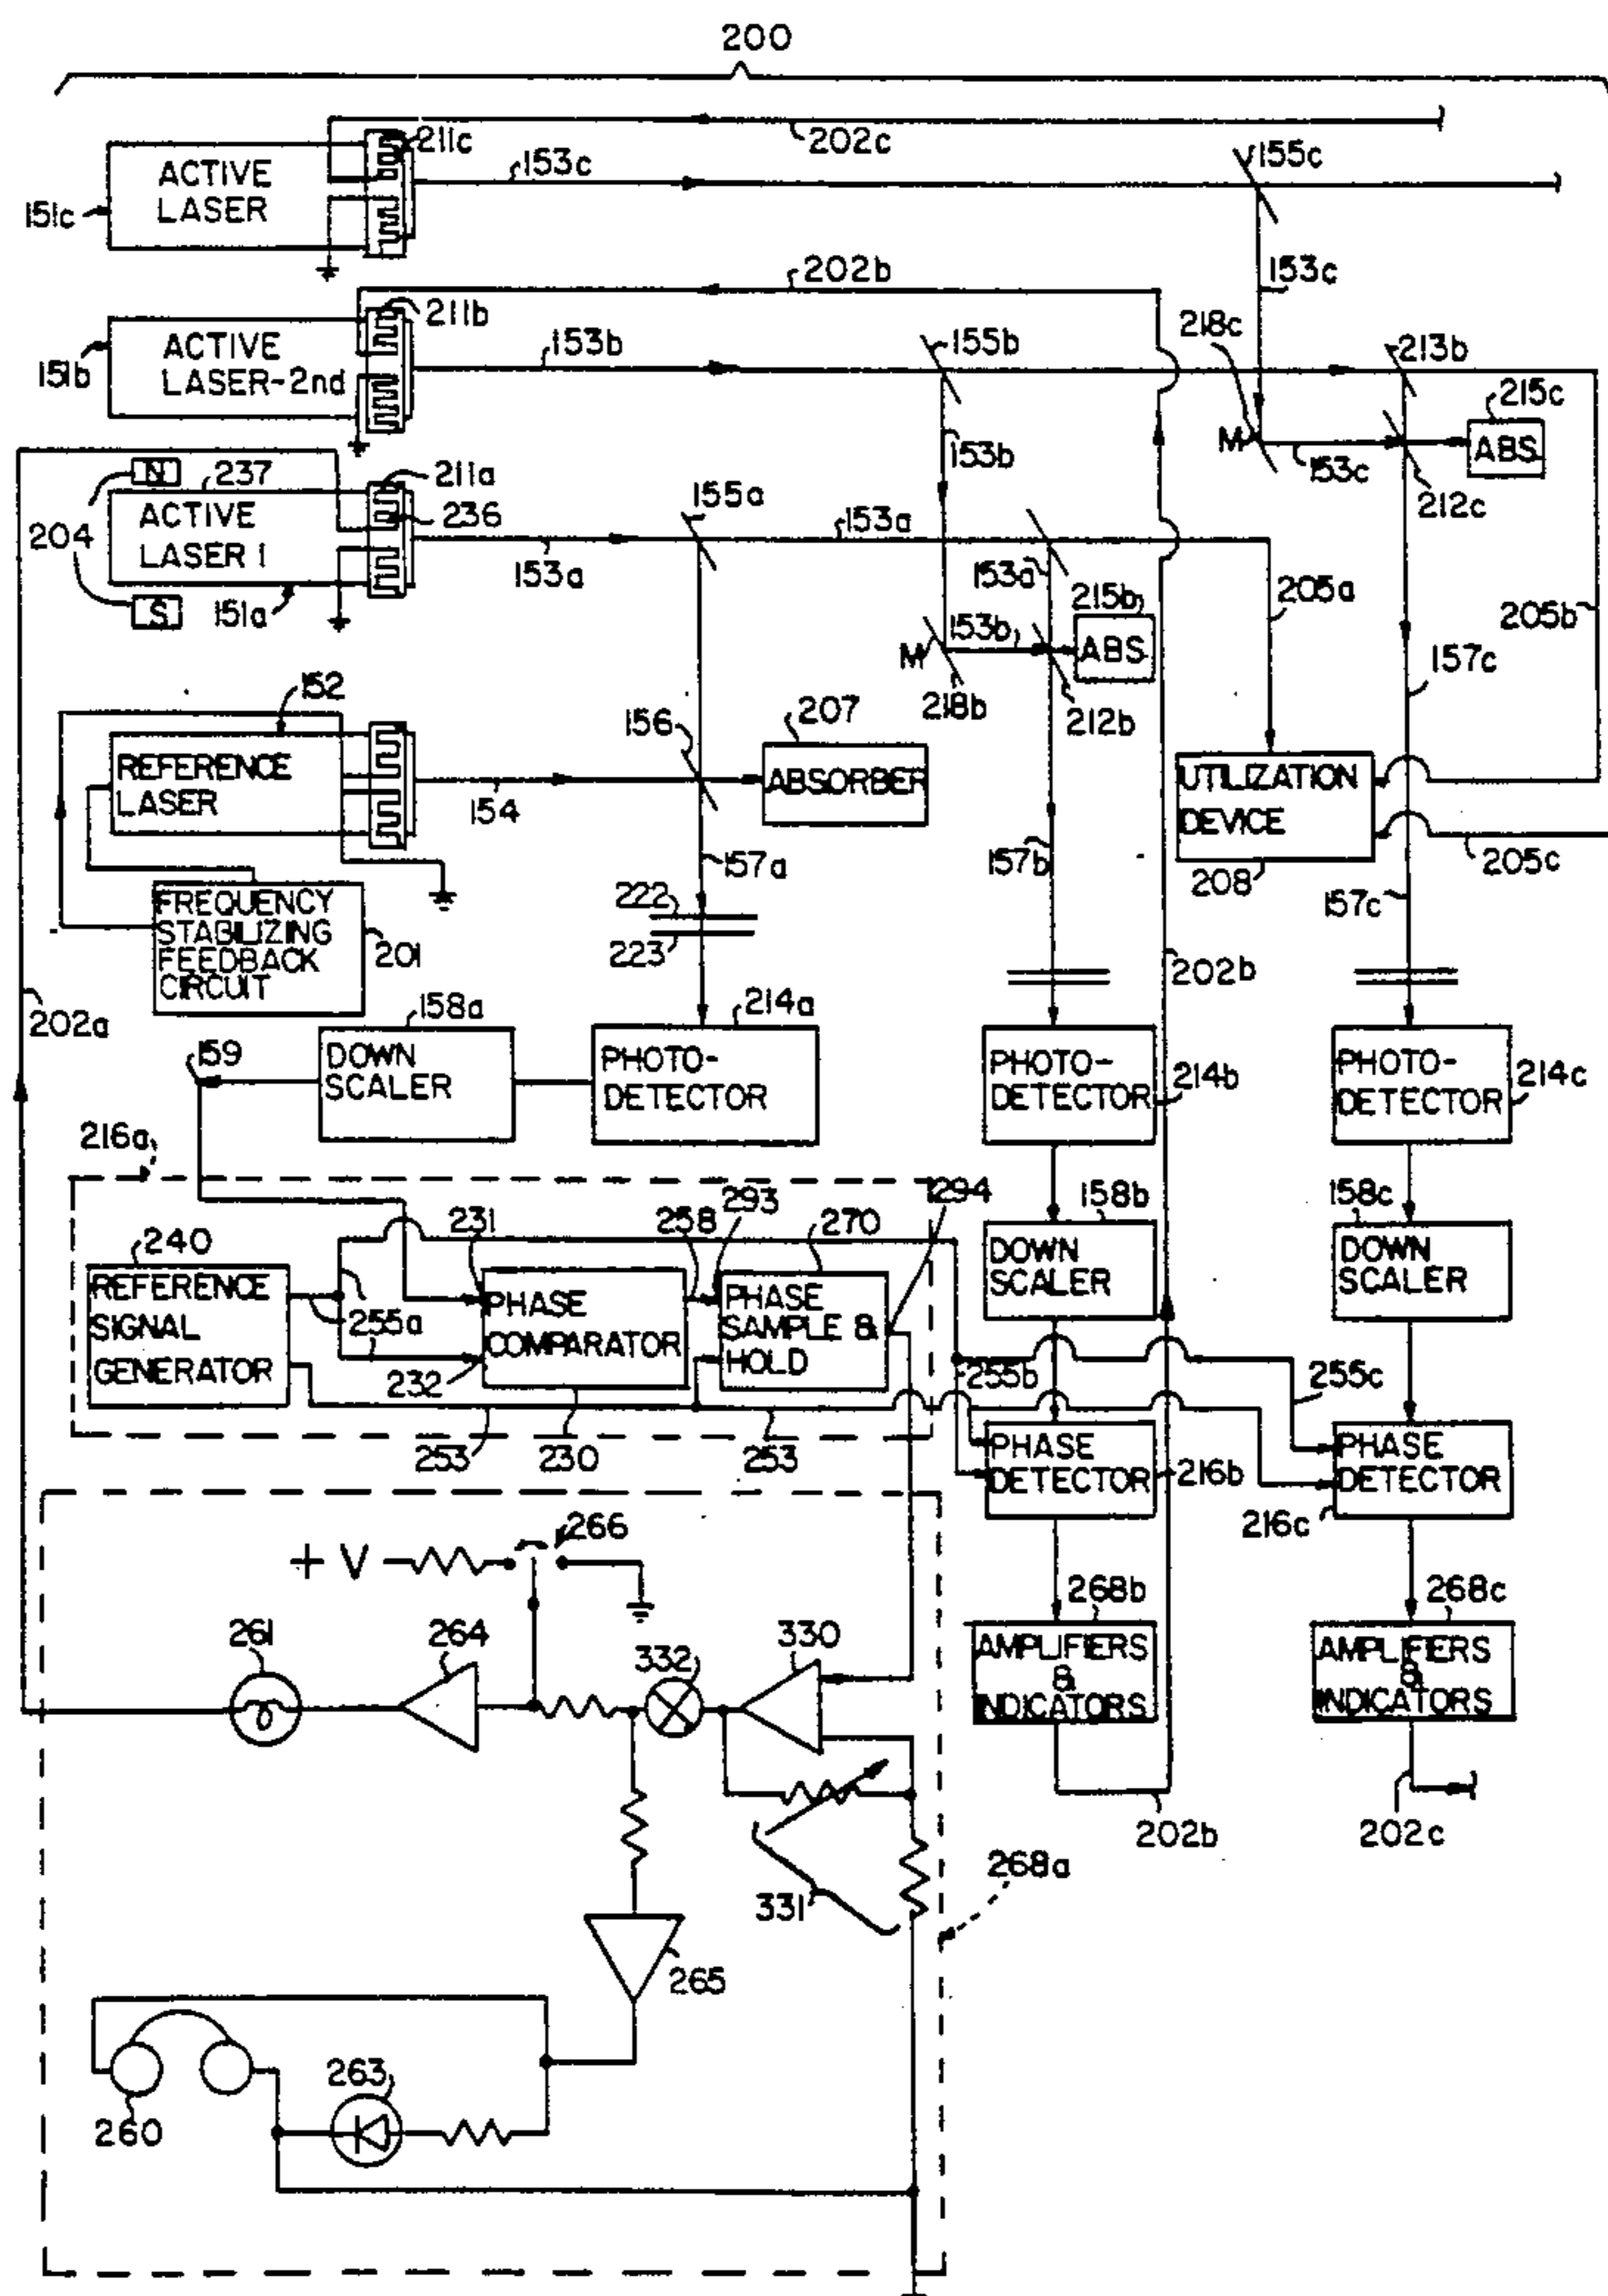 200
202c
211c
153c
155c
ACTIVE
LASER
151c
153c
202b
211b
153b
155b
218c
213b
ACTIVE
LASER-2nd
151b
215c
M
153c
ABS
153b
212c
N
237
211a
236
155a
153a
204
ACTIVE
LASER 1
153a
153a
S
151a
215b
205a
205b
153b
ABS
M
218b
212b
157c
152
156
207
REFERENCE
LASER
154
ABSORBER
UTILIZATION
DEVICE
208
205c
157a
157b
157c
FREQUENCY
STABILIZING
FEEDBACK
CIRCUIT
201
222
223
202b
202a
158a
214a
159
DOWN
SCALER
PHOTO-
DETECTOR
PHOTO-
DETECTOR
214b
PHOTO-
DETECTOR
214c
216a
158b
158c
294
240
231
258
293
270
DOWN
SCALER
DOWN
SCALER
REFERENCE
SIGNAL
GENERATOR
255a
PHASE
COMPARATOR
PHASE
SAMPLE &
HOLD
232
255b
255c
253
230
253
PHASE
DETECTOR
216b
PHASE
DETECTOR
216c
+ V
266
268b
268c
261
264
332
330
AMPLIFIERS
&
INDICATORS
AMPLIFIERS
&
INDICATORS
202b
202c
331
268a
265
263
260